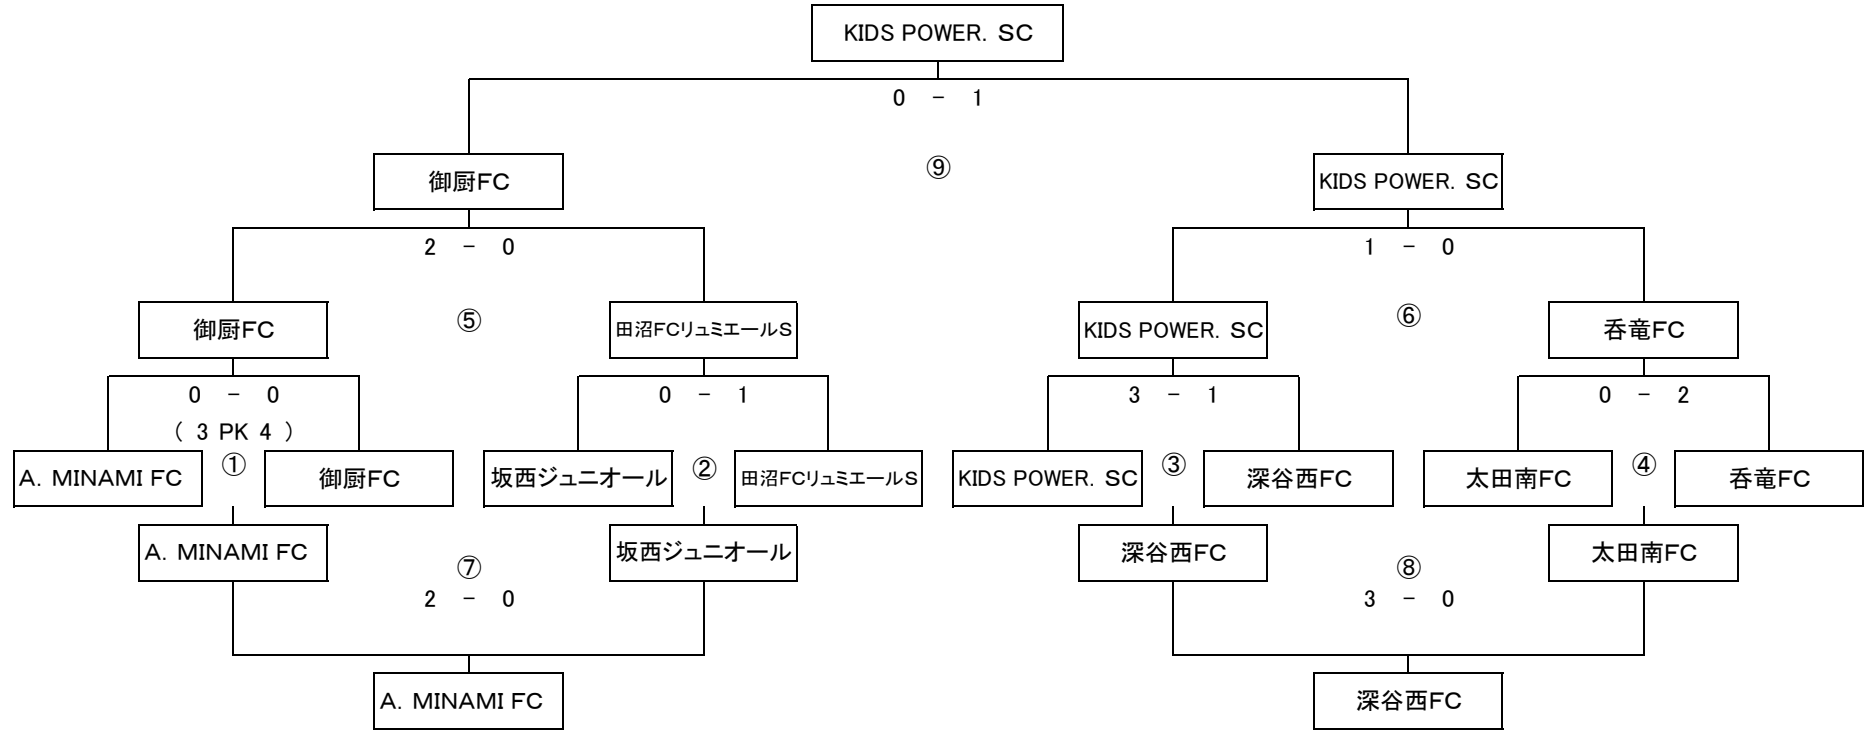 KIDS POWER. SC
0 - 1
御厨FC
⑨
KIDS POWER. SC
2 - 0
1 - 0
御厨FC
⑤
田沼FCリュミエールS
KIDS POWER. SC
⑥
呑竜FC
0 - 0
0 - 1
3 - 1
0 - 2
( 3 PK 4 )
A. MINAMI FC
①
御厨FC
坂西ジュニオール
②
田沼FCリュミエールS
KIDS POWER. SC
③
深谷西FC
太田南FC
④
呑竜FC
A. MINAMI FC
⑦
坂西ジュニオール
深谷西FC
⑧
太田南FC
2 - 0
3 - 0
A. MINAMI FC
深谷西FC